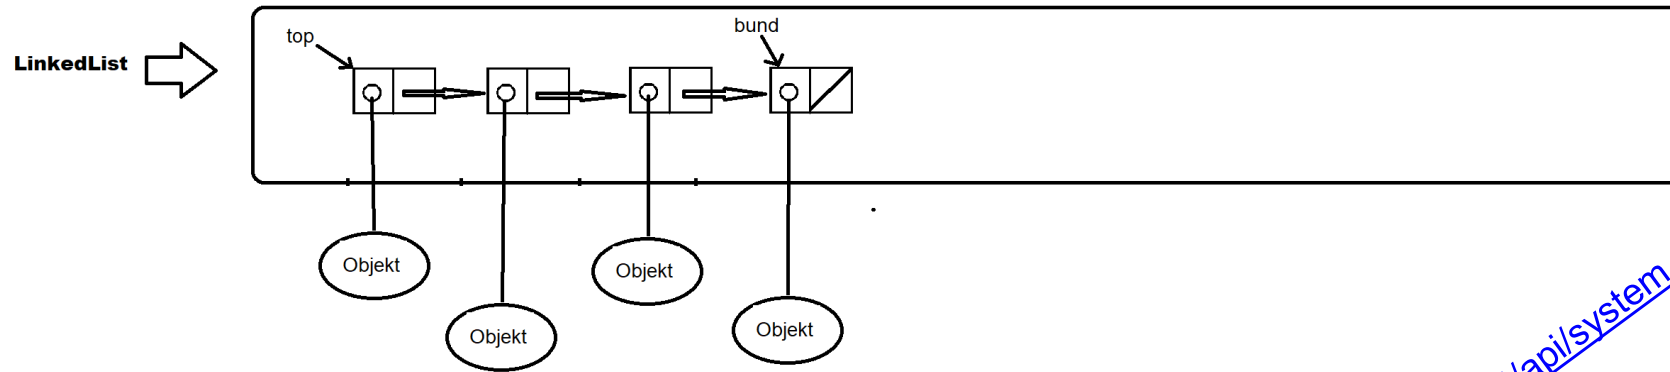 bund
top
LinkedList
Objekt
Objekt
Objekt
Objekt
/api/system